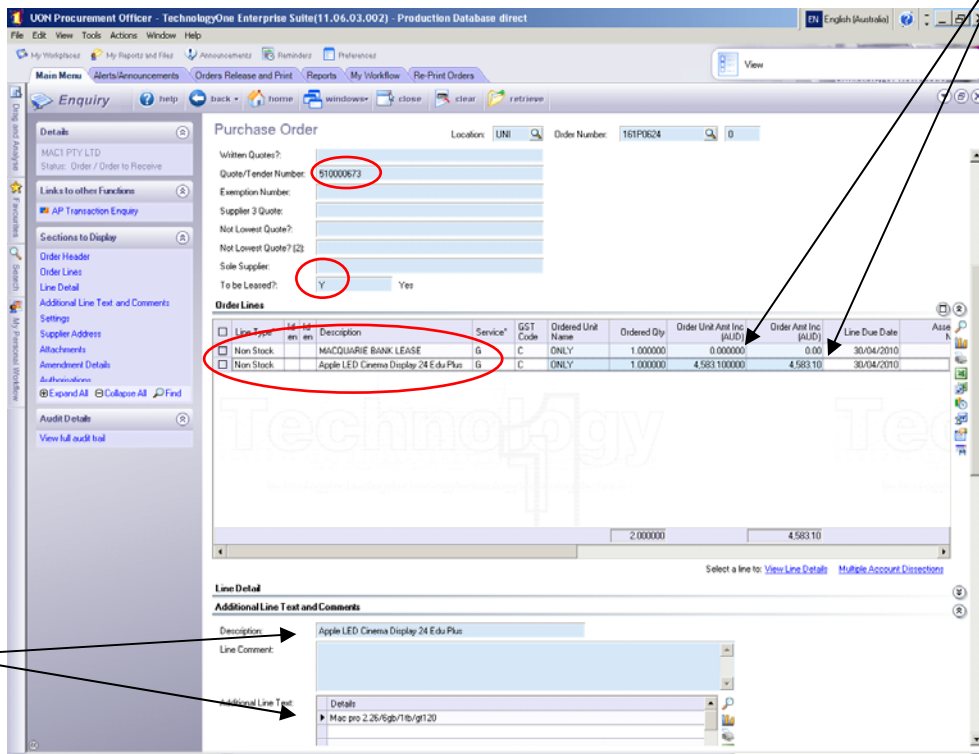 UON Procurement Officer - TechnologyOne Enterprise Suite(11.06.03.002) - Production Database direct
EN English (Australia)
File Edit View Tools Actions Window Help
My Workplaces My Reports and Files Announcements Reminders Preferences
View
Main Menu Alerts/Announcements Orders Release and Print Reports My Workflow Re-Print Orders
Enquiry help back home windows close clear retrieve
Drag and Analyse
Favourites
Search
My Personal Workflow
Details
MAC1 PTY LTD
Status: Order / Order to Receive
Links to other Functions
AP Transaction Enquiry
Sections to Display
Order Header
Order Lines
Line Detail
Additional Line Text and Comments
Settings
Supplier Address
Attachments
Amendment Details
Authorisations
Expand All Collapse All Find
Audit Details
View full audit trail
Purchase Order
Location: UNI Order Number: 161P0624 0
Written Quotes?:
Quote/Tender Number: 510000673
Exemption Number:
Supplier 3 Quote:
Not Lowest Quote?:
Not Lowest Quote? (2):
Sole Supplier:
To be Leased?: Y Yes
Order Lines
Line Type* Id en Id en Description Service* GST Code Ordered Unit Name Ordered Qty Order Unit Amt Inc (AUD) Order Amt Inc (AUD) Line Due Date Asse N
Non Stock MACQUARIE BANK LEASE G C ONLY 1.000000 0.000000 0.00 30/04/2010
Non Stock Apple LED Cinema Display 24 Edu Plus G C ONLY 1.000000 4,583.100000 4,583.10 30/04/2010
Technology
Tec
2.000000 4,583.10
Select a line to: View Line Details Multiple Account Dissections
Line Detail
Additional Line Text and Comments
Description: Apple LED Cinema Display 24 Edu Plus
Line Comment:
Additional Line Text: Details
Mac pro 2.26/6gb/1tb/gt120